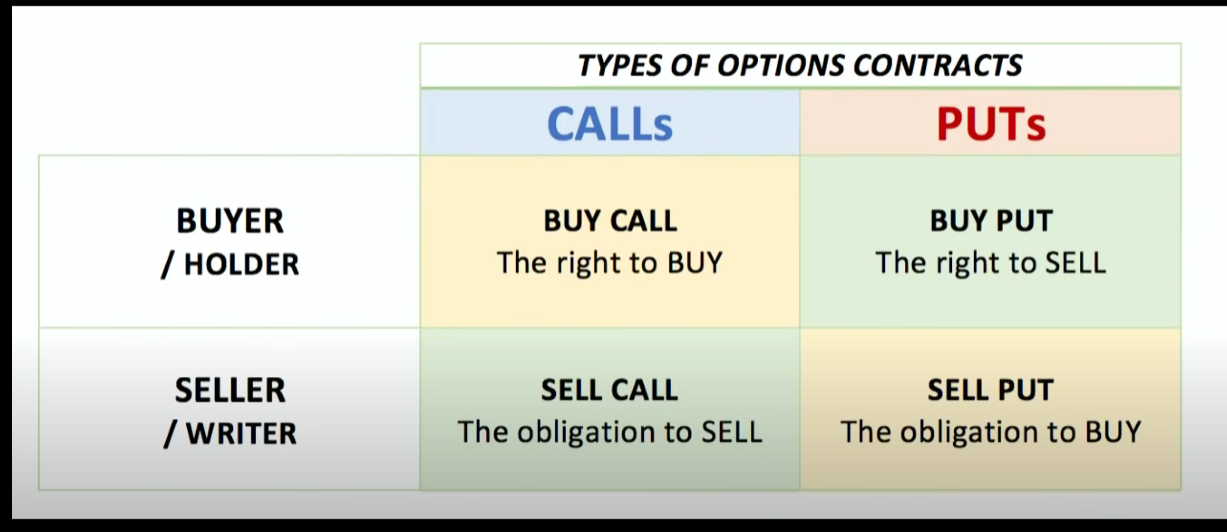 TYPES OF OPTIONS CONTRACTS
CALLs
PUTs
BUYER
/ HOLDER
BUY CALL
The right to BUY
BUY PUT
The right to SELL
SELLER
/ WRITER
SELL CALL
The obligation to SELL
SELL PUT
The obligation to BUY